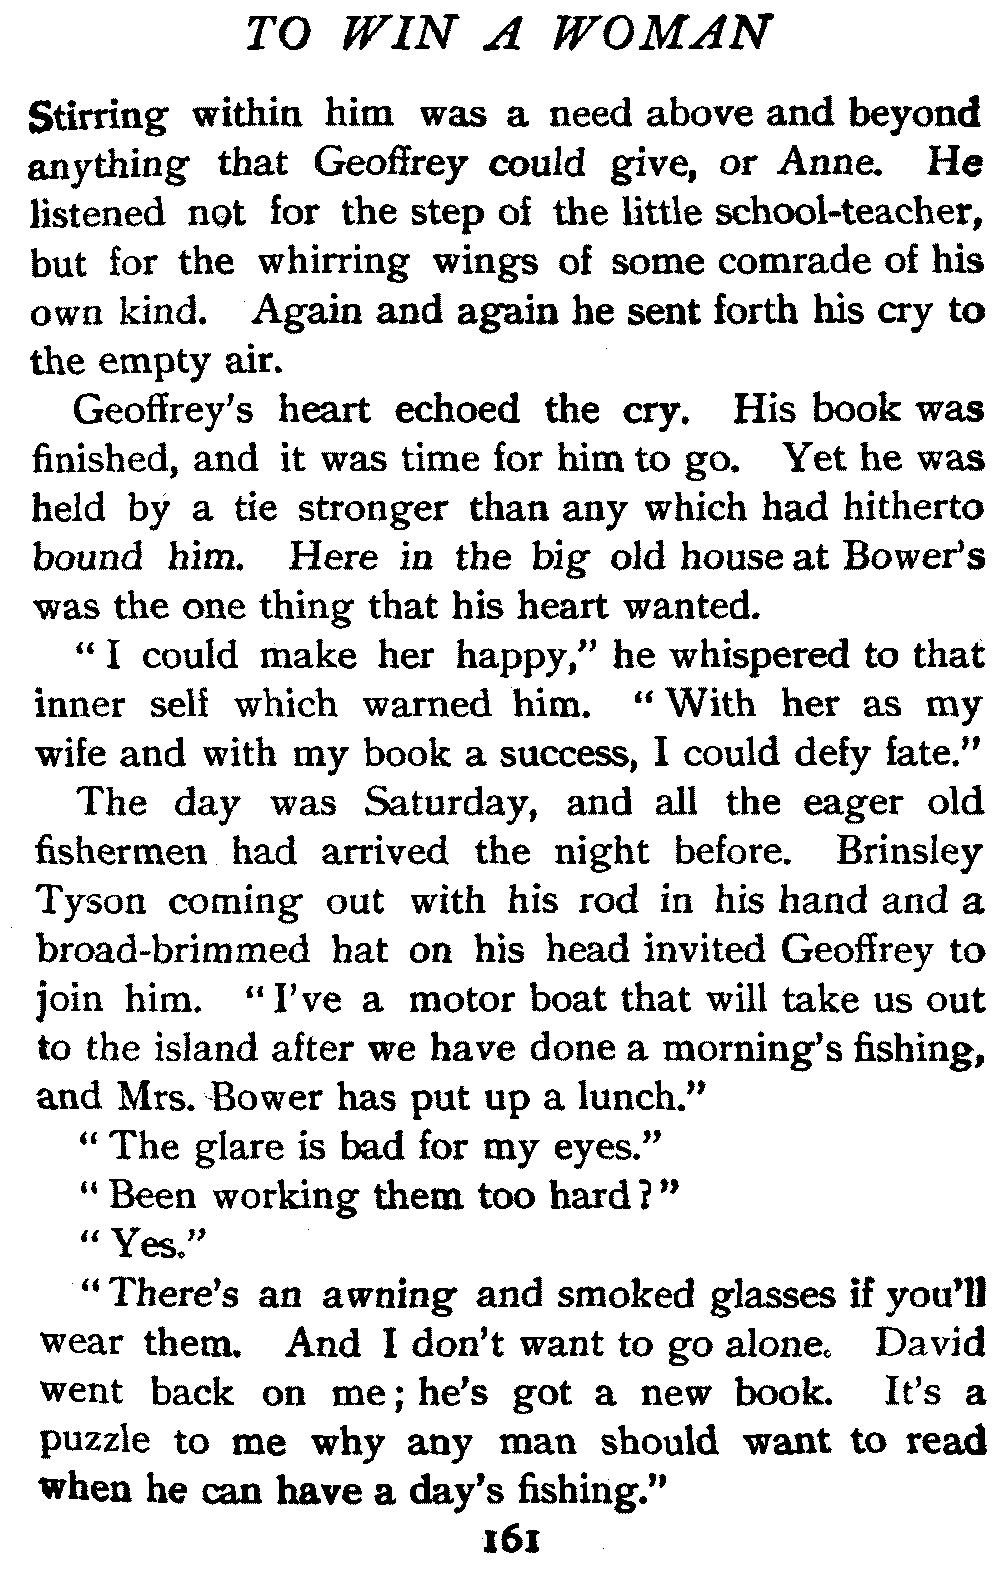 TO WIN A WOMAN
Stirring within him was a need above and beyond
anything that Geoffrey could give, or Anne. He
listened not for the step of the little school-teacher,
but for the whirring wings of some comrade of his
own kind. Again and again he sent forth his cry to
the empty air.
Geoffrey's heart echoed the cry. His book was
finished, and it was time for him to go. Yet he was
held by a tie stronger than any which had hitherto
bound him. Here in the big old house at Bower's
was the one thing that his heart wanted.
“ I could make her happy,” he whispered to that
inner self which warned him. “ With her as my
wife and with my book a success, I could defy fate.”
The day was Saturday, and all the eager old
fishermen had arrived the night before. Brinsley
Tyson coming out with his rod in his hand and a
broad-brimmed hat on his head invited Geoffrey to
join him. “ I've a motor boat that will take us out
to the island after we have done a morning's fishing,
and Mrs. Bower has put up a lunch.”
“ The glare is bad for my eyes.”
“ Been working them too hard ? ”
“ Yes.”
“ There's an awning and smoked glasses if you'll
wear them. And I don't want to go alone. David
went back on me ; he's got a new book. It's a
puzzle to me why any man should want to read
when he can have a day's fishing.”
161